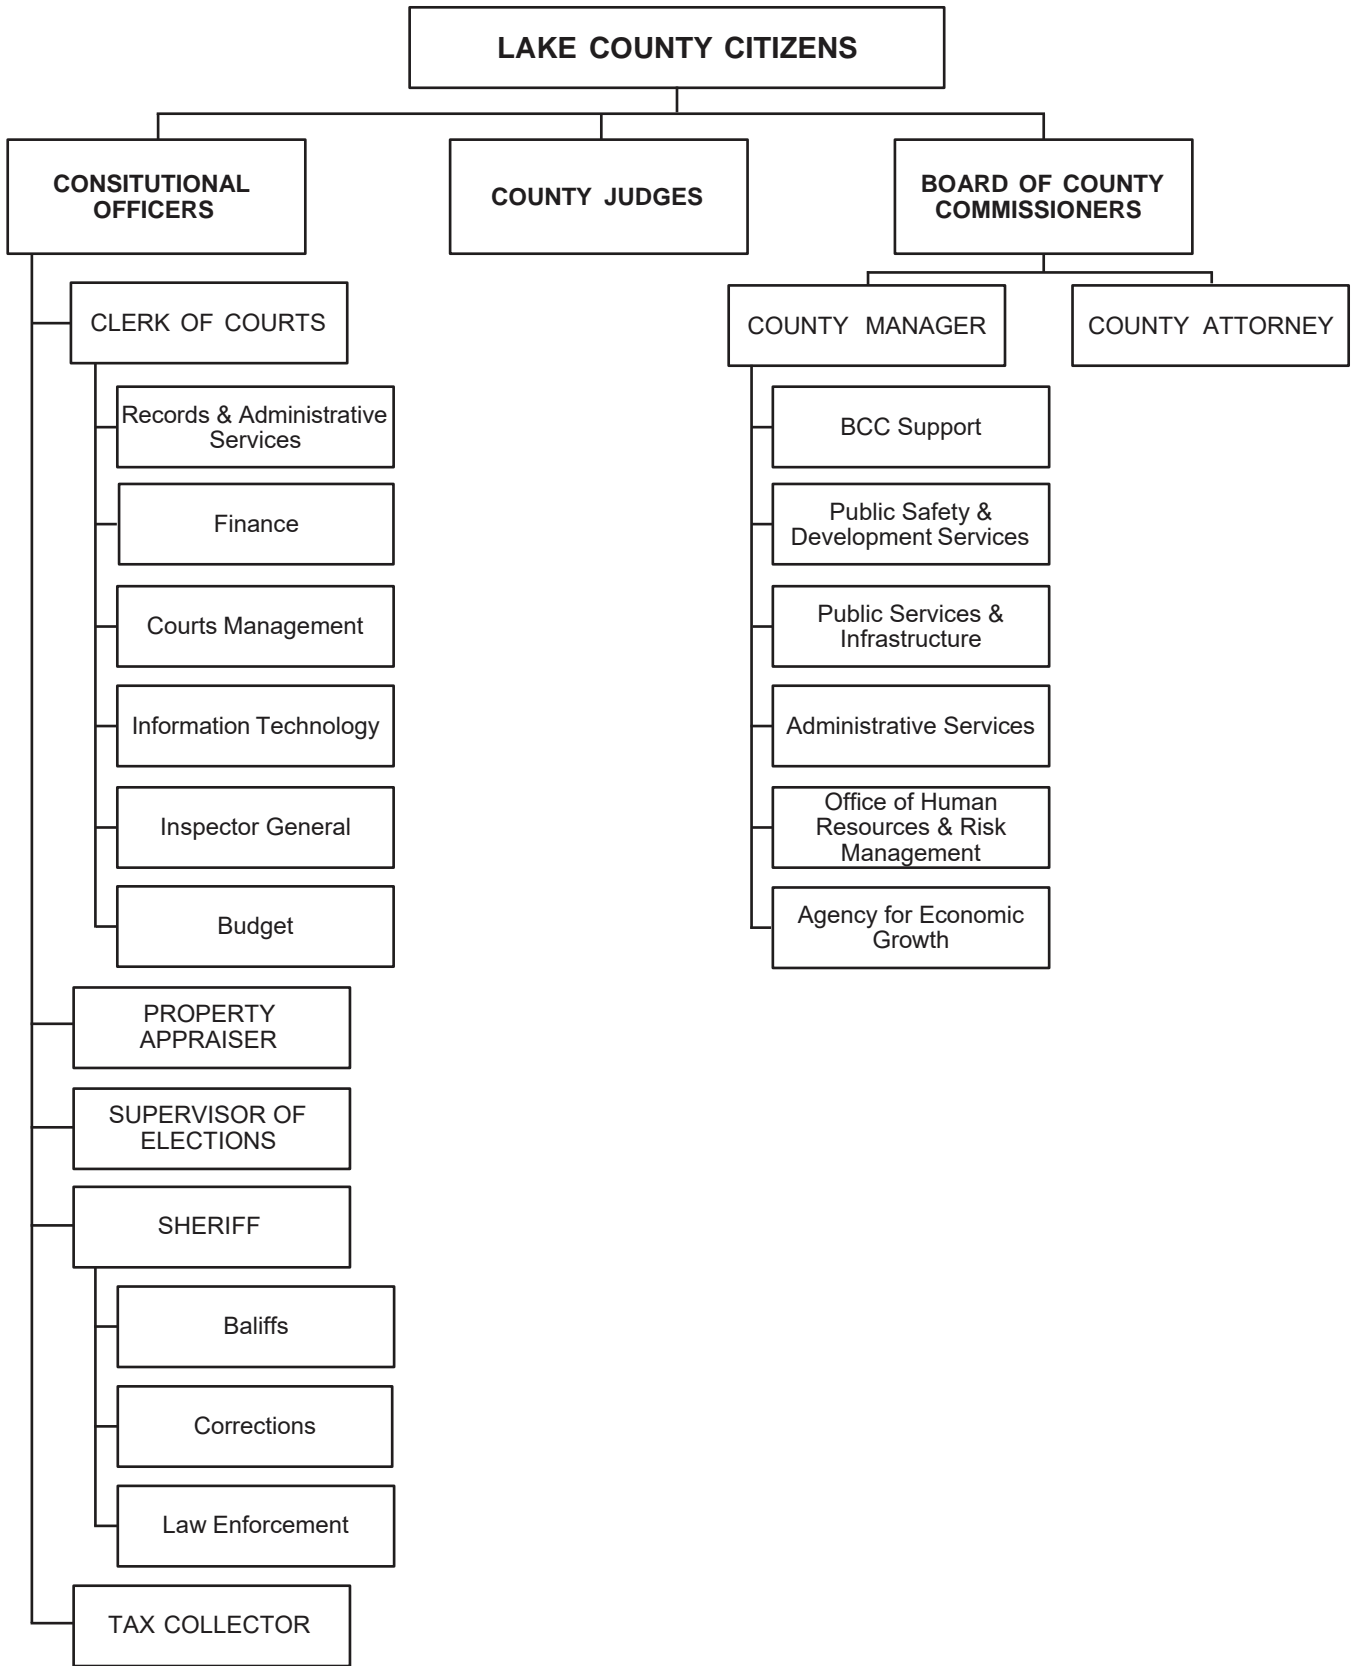 LAKE COUNTY CITIZENS
CONSITUTIONAL
OFFICERS
COUNTY JUDGES
BOARD OF COUNTY
COMMISSIONERS
CLERK OF COURTS
Records & Administrative
Services
Finance
Courts Management
Information Technology
Inspector General
Budget
PROPERTY
APPRAISER
SUPERVISOR OF
ELECTIONS
SHERIFF
Baliffs
Corrections
Law Enforcement
TAX COLLECTOR
COUNTY MANAGER
BCC Support
Public Safety &
Development Services
Public Services &
Infrastructure
Administrative Services
Office of Human
Resources & Risk
Management
Agency for Economic
Growth
COUNTY ATTORNEY